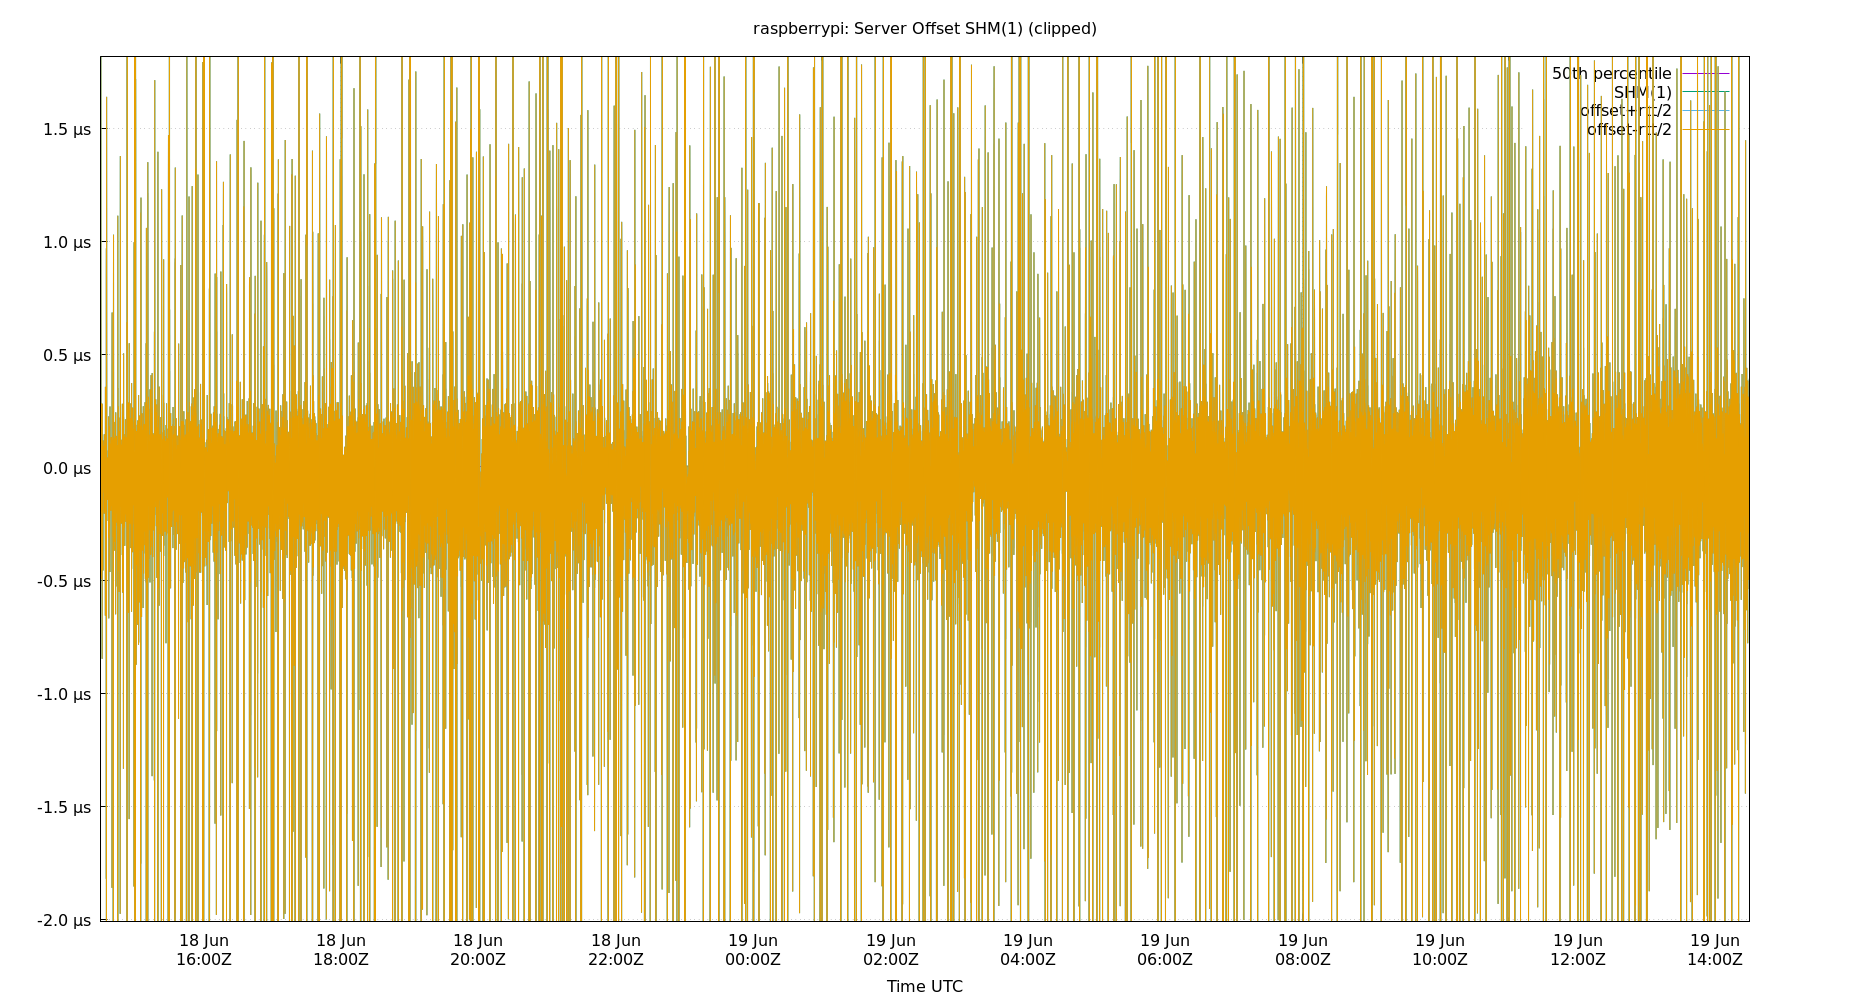 raspberrypi: Server Offset SHM(1) (clipped)
50th percentile
SHM(1)
offset+rtt/2
offset-rtt/2
1.5 µs
1.0 µs
0.5 µs
0.0 µs
-0.5 µs
-1.0 µs
-1.5 µs
-2.0 µs
18 Jun 18 Jun 18 Jun 18 Jun 19 Jun 19 Jun 19 Jun 19 Jun 19 Jun 19 Jun 19 Jun 19 Jun
16:00Z 18:00Z 20:00Z 22:00Z 00:00Z 02:00Z 04:00Z 06:00Z 08:00Z 10:00Z 12:00Z 14:00Z
Time UTC